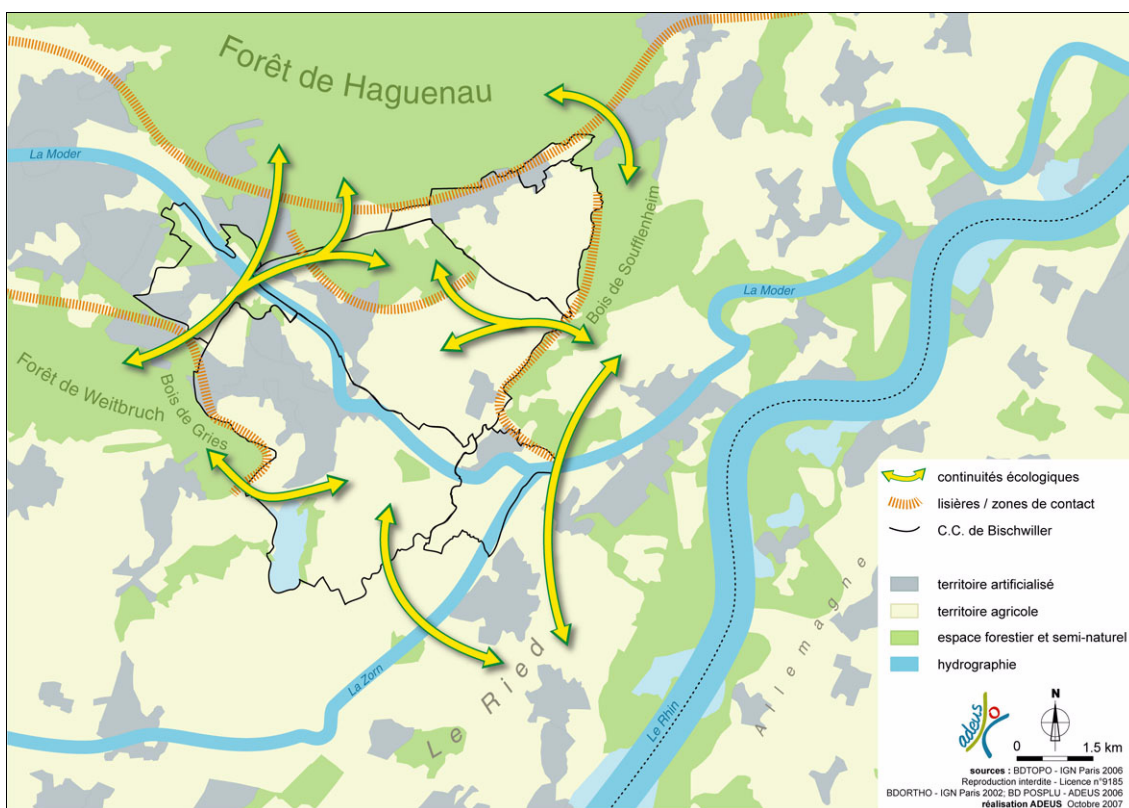 Forêt de Haguenau
La Moder
Bois de Soufflenheim
La Moder
Forêt de Weitbruch
Bois de Gries
La Zorn
Le Ried
Le Rhin
Allemagne
continuités écologiques
lisières / zones de contact
C.C. de Bischwiller
territoire artificialisé
territoire agricole
espace forestier et semi-naturel
hydrographie
adeus
N
0 1.5 km
sources : BDTOPO - IGN Paris 2006
Reproduction interdite - Licence n°9185
BDORTHO - IGN Paris 2002; BD POSPLU - ADEUS 2006
réalisation ADEUS Octobre 2007